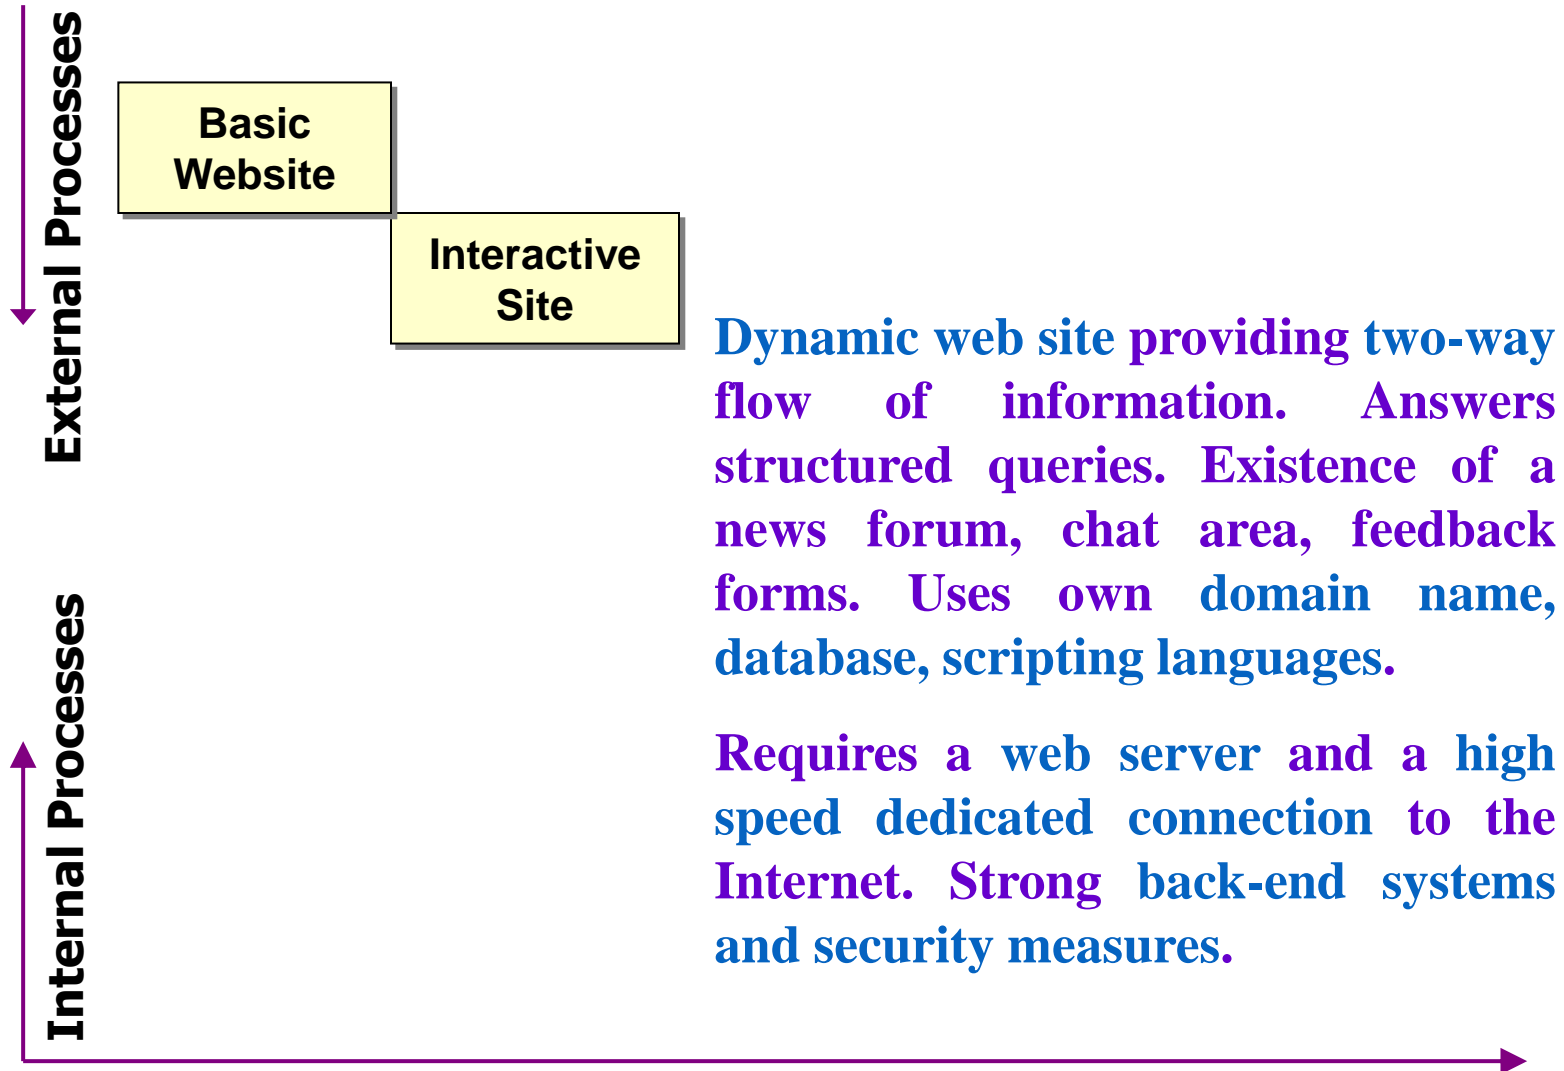 External Processes
Basic
Website
Interactive
Site
Dynamic web site providing two-way
flow of information. Answers
structured queries. Existence of a
news forum, chat area, feedback
forms. Uses own domain name,
database, scripting languages.
Requires a web server and a high
speed dedicated connection to the
Internet. Strong back-end systems
and security measures.
Internal Processes